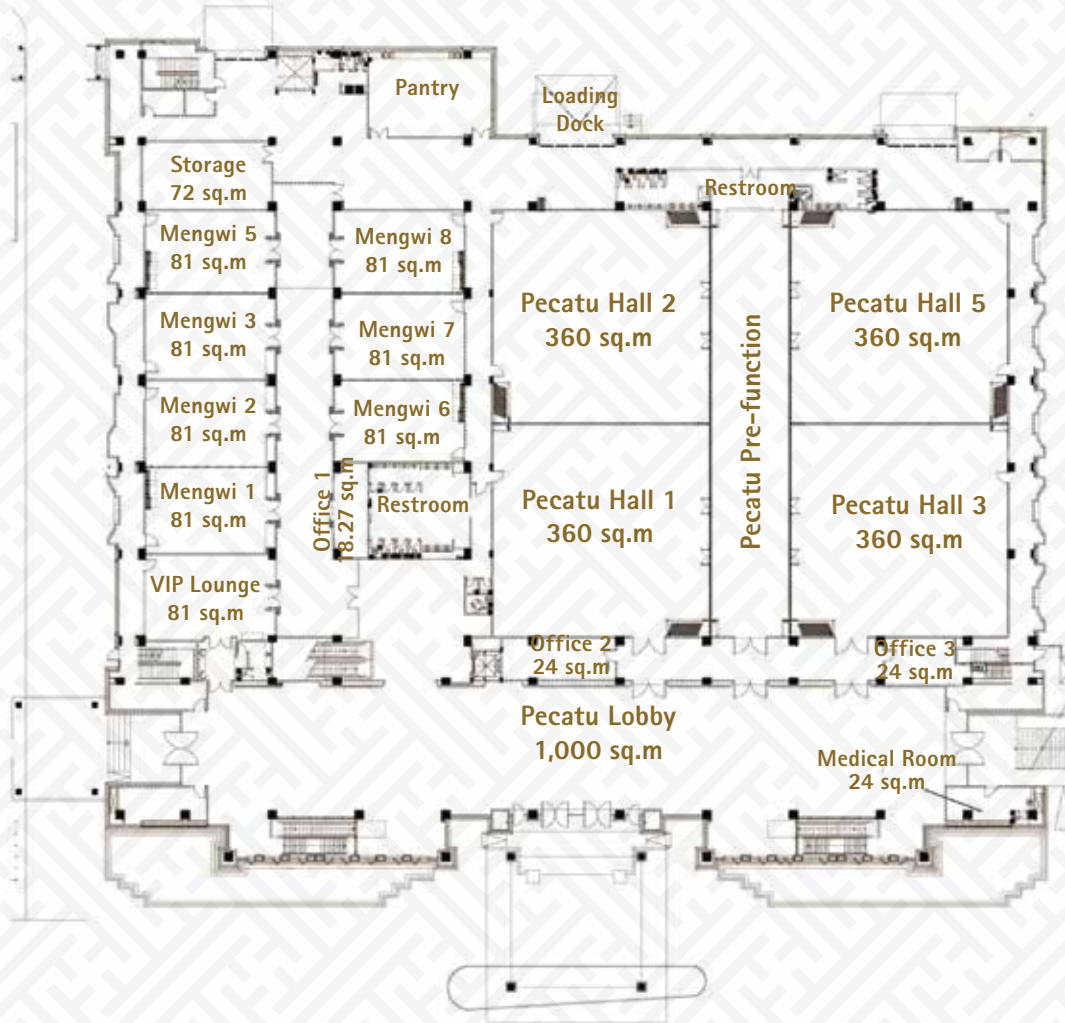 Pantry
Loading
Dock
Storage
72 sq.m
Restroom
Mengwi 5
81 sq.m
Mengwi 8
81 sq.m
Pecatu Hall 2
360 sq.m
Pecatu Hall 5
360 sq.m
Mengwi 3
81 sq.m
Mengwi 7
81 sq.m
Pecatu Pre-function
Mengwi 2
81 sq.m
Mengwi 6
81 sq.m
Mengwi 1
81 sq.m
Office 1
18.27 sq.m
Restroom
Pecatu Hall 1
360 sq.m
Pecatu Hall 3
360 sq.m
VIP Lounge
81 sq.m
Office 2
24 sq.m
Office 3
24 sq.m
Pecatu Lobby
1,000 sq.m
Medical Room
24 sq.m